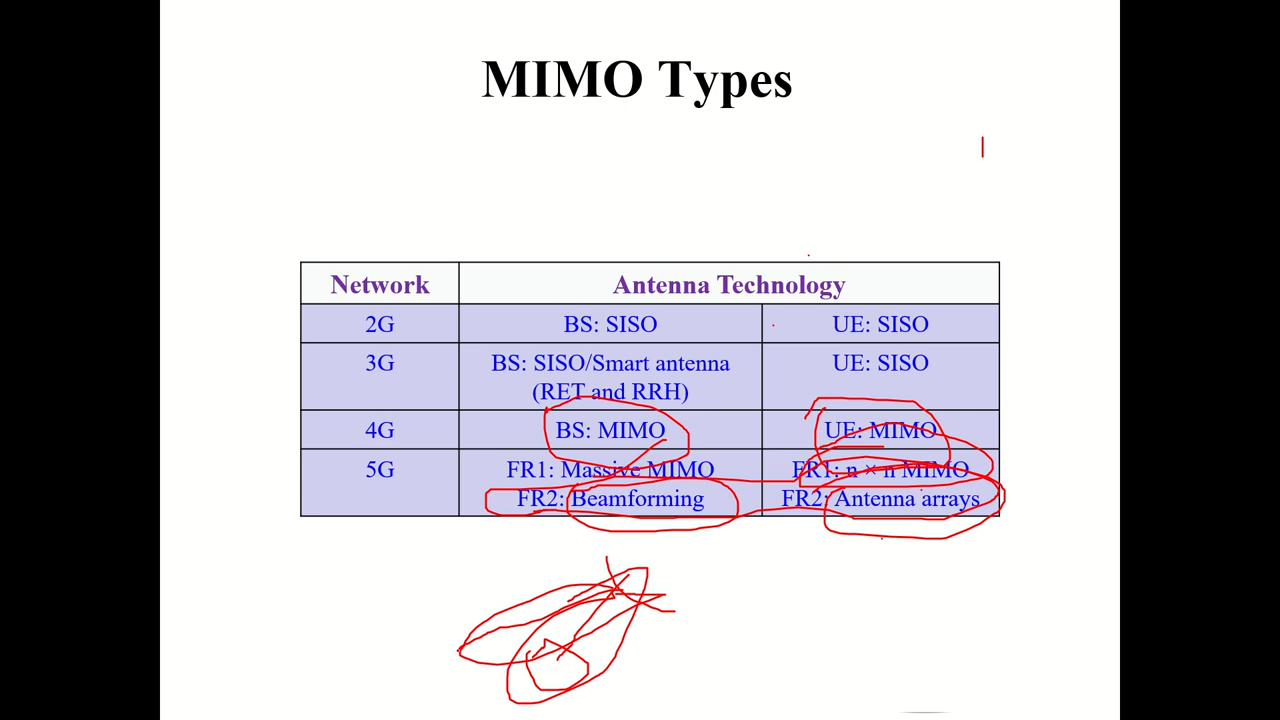 MIMO Types
Network Antenna Technology
2G BS: SISO UE: SISO
3G BS: SISO/Smart antenna UE: SISO
(RET and RRH)
4G BS: MIMO UE: MIMO
5G FR1: Massive MIMO FR1: n × n MIMO
FR2: Beamforming FR2: Antenna arrays